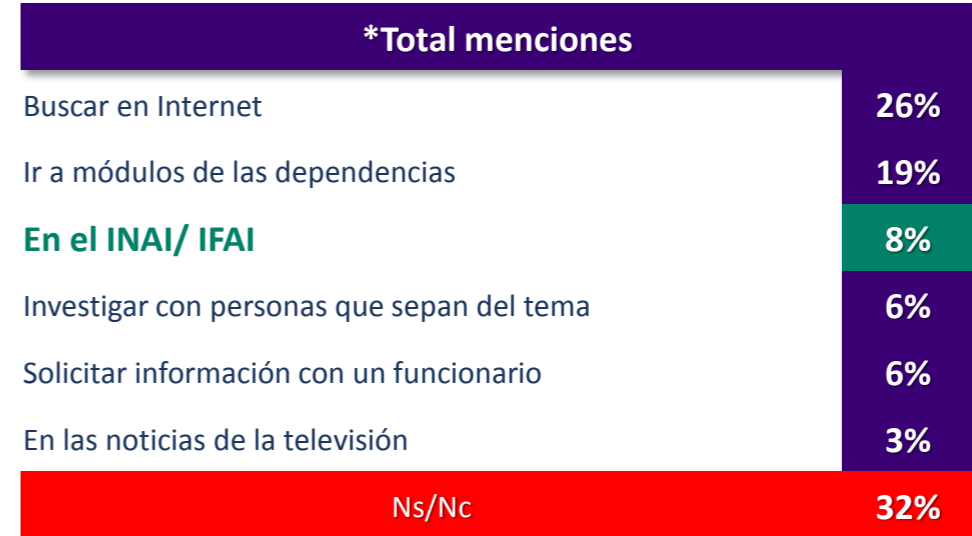 *Total menciones
Buscar en Internet 26%
Ir a módulos de las dependencias 19%
En el INAI/ IFAI 8%
Investigar con personas que sepan del tema 6%
Solicitar información con un funcionario 6%
En las noticias de la televisión 3%
Ns/Nc 32%